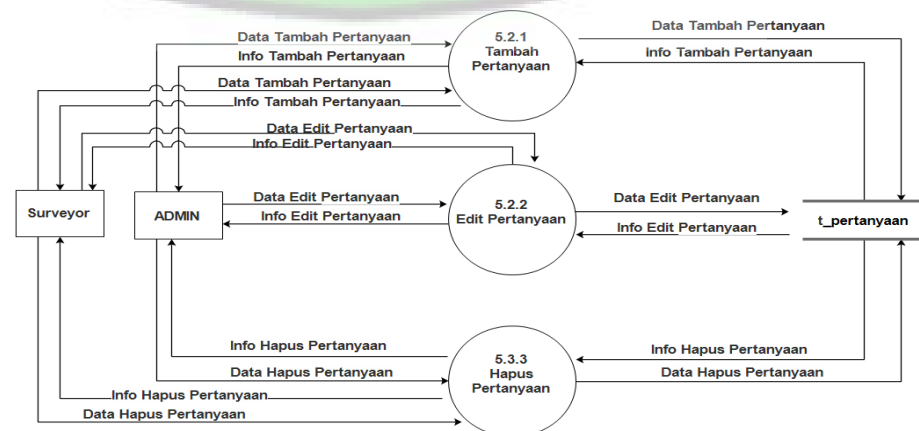 Data Tambah Pertanyaan
Info Tambah Pertanyaan
Data Tambah Pertanyaan
Info Tambah Pertanyaan
5.2.1
Tambah
Pertanyaan
Data Tambah Pertanyaan
Info Tambah Pertanyaan
Data Edit Pertanyaan
Info Edit Pertanyaan
Surveyor
ADMIN
Data Edit Pertanyaan
Info Edit Pertanyaan
5.2.2
Edit Pertanyaan
Data Edit Pertanyaan
Info Edit Pertanyaan
t_pertanyaan
Info Hapus Pertanyaan
Data Hapus Pertanyaan
Info Hapus Pertanyaan
Data Hapus Pertanyaan
5.3.3
Hapus
Pertanyaan
Info Hapus Pertanyaan
Data Hapus Pertanyaan